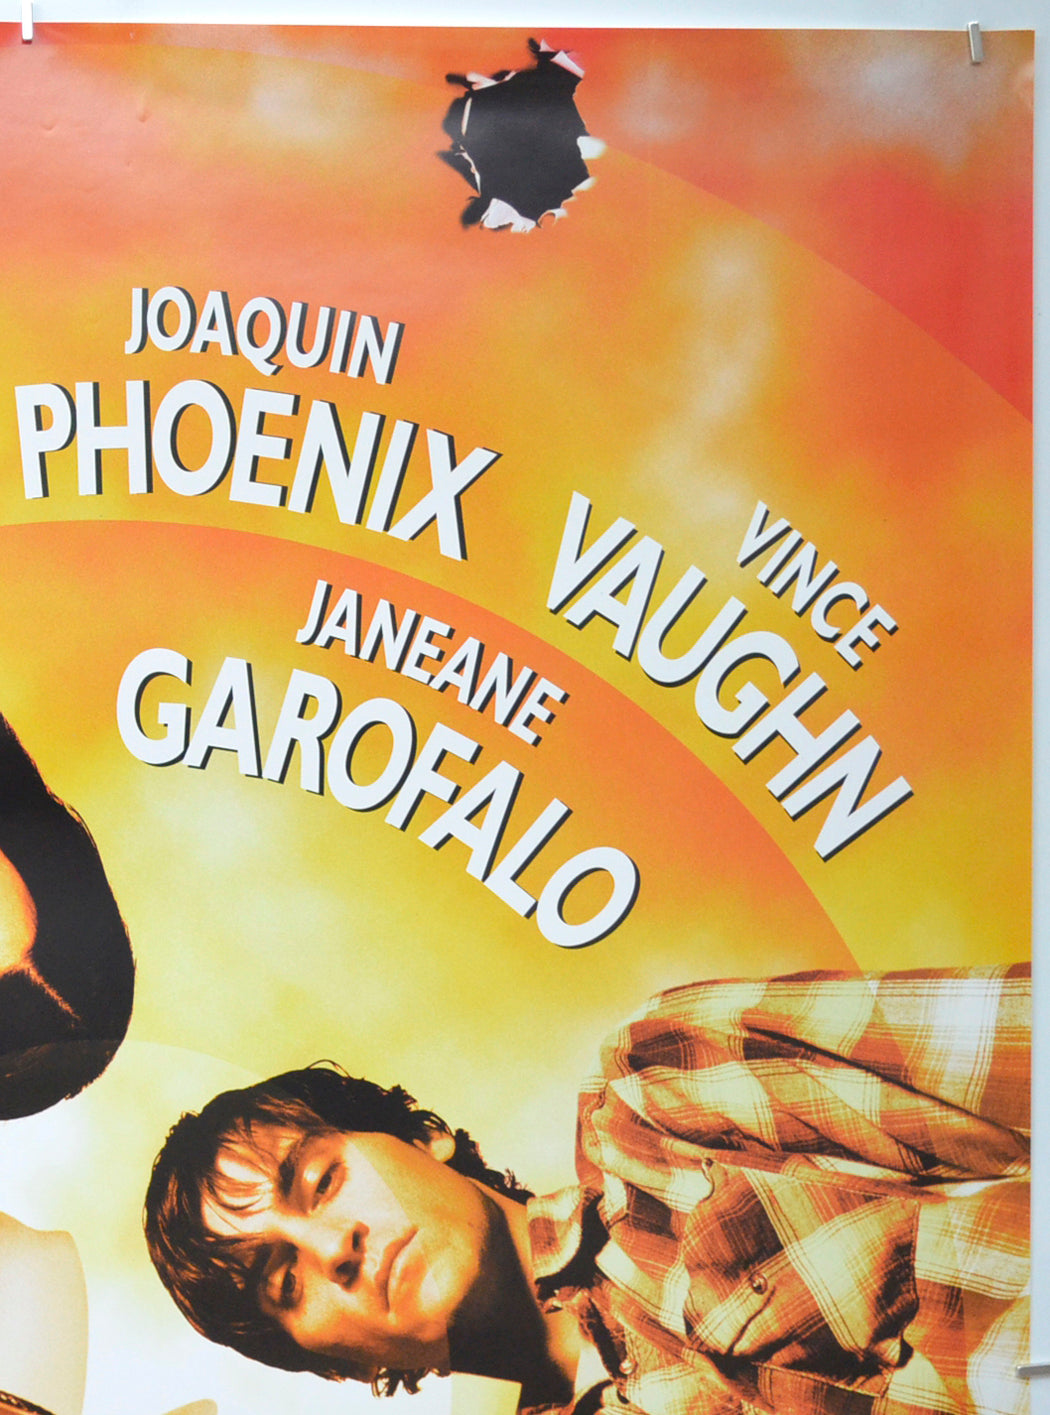 JOAQUIN
PHOENIX
VINCE
VAUGHN
JANEANE
GAROFALO